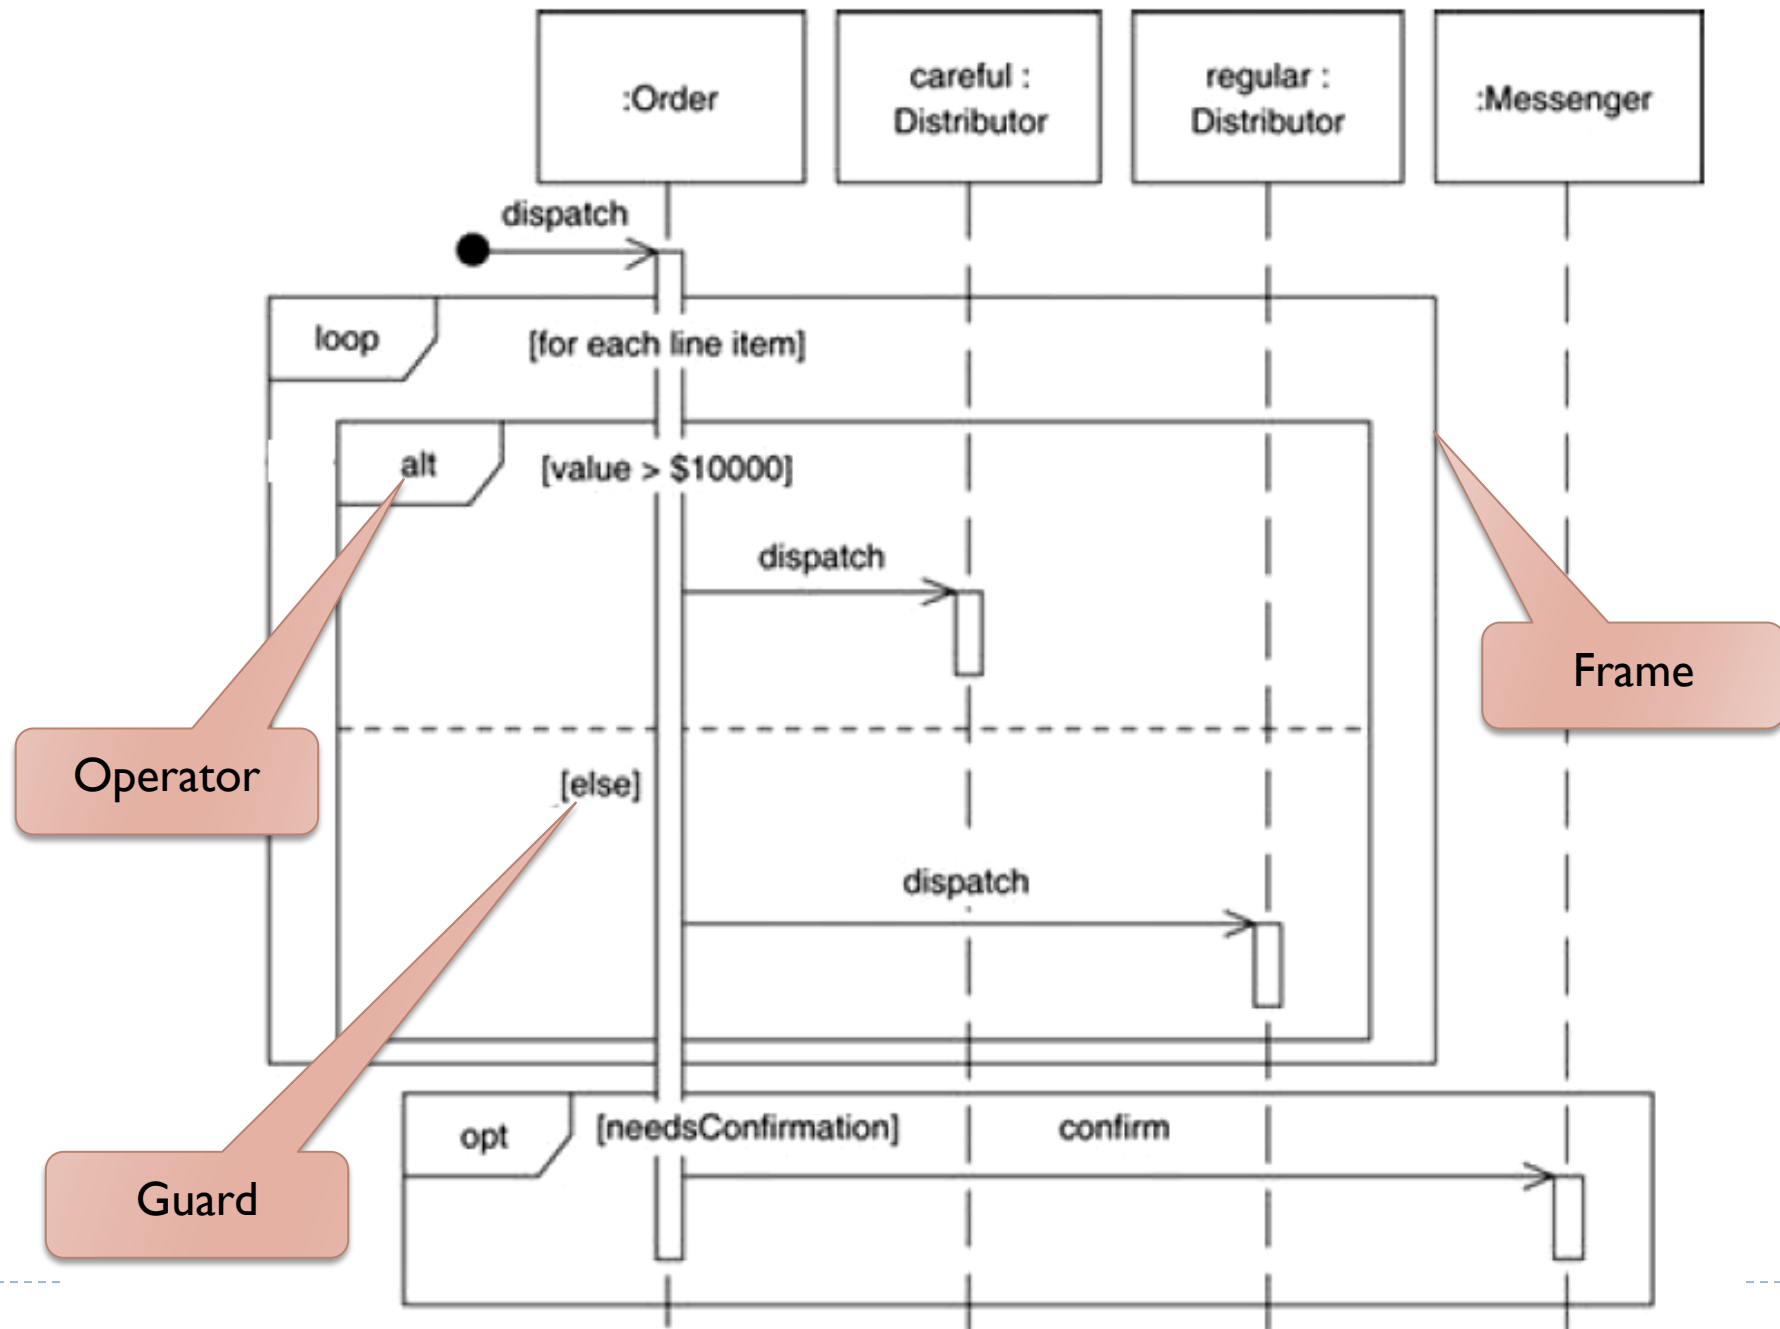 :Order
careful :
Distributor
regular :
Distributor
:Messenger
dispatch
loop
[for each line item]
alt
[value > $10000]
dispatch
Frame
Operator
[else]
dispatch
opt
[needsConfirmation]
confirm
Guard